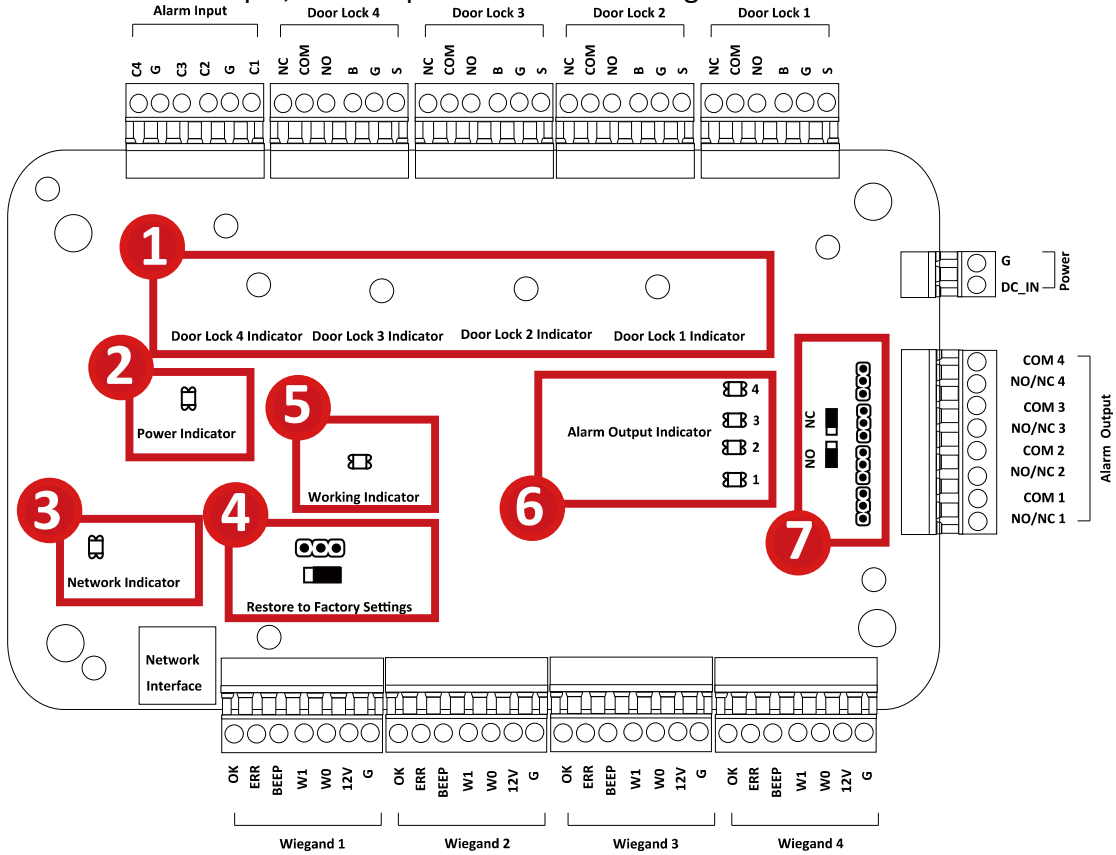 Alarm Input
Door Lock 4
Door Lock 3
Door Lock 2
Door Lock 1
C4 G C3 C2 G C1
NC COM NO B G S
NC COM NO B G S
NC COM NO B G S
NC COM NO B G S
1
Door Lock 4 Indicator
Door Lock 3 Indicator
Door Lock 2 Indicator
Door Lock 1 Indicator
G
DC_IN
Power
2
Power Indicator
5
Working Indicator
Alarm Output Indicator
4
3
2
1
6
NC
NO
7
COM 4
NO/NC 4
COM 3
NO/NC 3
COM 2
NO/NC 2
COM 1
NO/NC 1
Alarm Output
3
Network Indicator
4
Restore to Factory Settings
Network
Interface
OK ERR BEEP W1 W0 12V G
OK ERR BEEP W1 W0 12V G
OK ERR BEEP W1 W0 12V G
OK ERR BEEP W1 W0 12V G
Wiegand 1
Wiegand 2
Wiegand 3
Wiegand 4